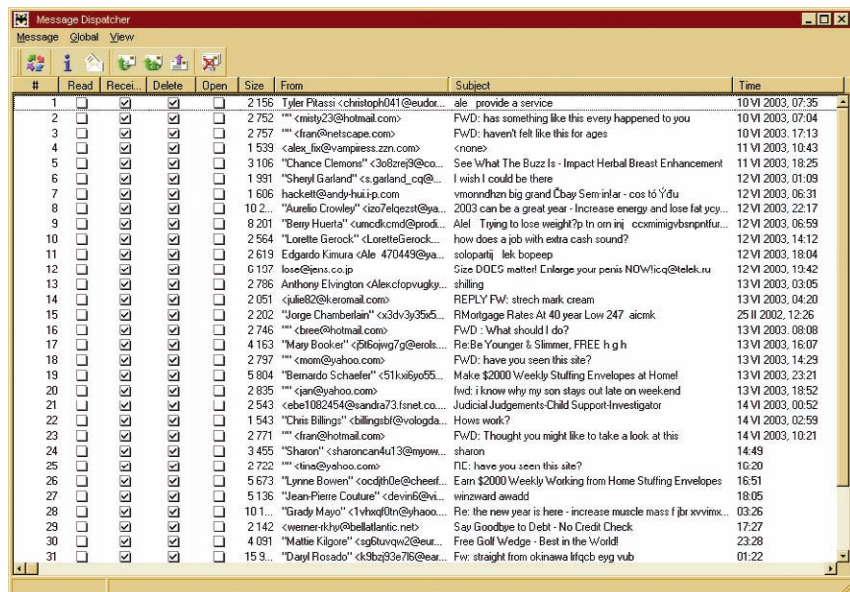 Message Dispatcher
Message Global View
# Read Recei... Delete Open Size From Subject Time
1 2 156 Tyler Pitassi <christoph041@eudor... ale provide a service 10 VI 2003, 07:35
2 2 752 "" <misty23@hotmail.com> FWD: has something like this every happened to you 10 VI 2003, 07:04
3 2 757 "" <fran@netscape.com> FWD: haven't felt like this for ages 10 VI 2003, 17:13
4 1 539 <alex_fix@vampiress.zzn.com> <none> 11 VI 2003, 10:43
5 3 106 "Chance Clemons" <3o8zrej9@co... See What The Buzz Is - Impact Herbal Breast Enhancement 11 VI 2003, 18:25
6 1 991 "Sheryl Garland" <s.garland_cq@... I wish I could be there 12 VI 2003, 01:09
7 1 606 hackett@andy-hui.i-p.com vmonndhzn big grand Čbay Sem·inlar - cos tó Ýđu 12 VI 2003, 06:31
8 10 2... "Aurelio Crowley" <izo7elqezst@ya... 2003 can be a great year - Increase energy and lose fat ycy... 12 VI 2003, 22:17
9 8 201 "Berry Huerta" <umcdkcmd@prodi... Ale! Trying to lose weight?p tn orn inj 12 VI 2003, 06:59
10 2 564 "Lorette Gerock" <LoretteGerock... how does a job with extra cash sound? 12 VI 2003, 14:12
11 2 619 Edgardo Kimura <Ale 470449@ya... solopartij lek bopeep 12 VI 2003, 18:04
12 6 197 lose@jens.co.jp Size DOES matter! Enlarge your penis NOW!icq@telek.ru 12 VI 2003, 19:42
13 2 786 Anthony Elvington <Alexcfopvugky... shilling 13 VI 2003, 03:05
14 2 051 <julie82@keromail.com> REPLY FW: strech mark cream 13 VI 2003, 04:20
15 2 202 "Jorge Chamberlain" <x3dv3y35x5... RMortgage Rates At 40 year Low 247 aicmk 25 II 2002, 12:26
16 2 746 "" <bree@hotmail.com> FWD : What should I do? 13 VI 2003, 08:08
17 4 163 "Mary Booker" <j5t6ojwg7g@erols.... Re:Be Younger & Slimmer, FREE h g h 13 VI 2003, 16:07
18 2 797 "" <mom@yahoo.com> FWD: have you seen this site? 13 VI 2003, 14:29
19 5 804 "Bernardo Schaefer" <51kxi6yo55... Make $2000 Weekly Stuffing Envelopes at Home! 13 VI 2003, 23:21
20 2 835 "" <jan@yahoo.com> fwd: i know why my son stays out late on weekend 13 VI 2003, 18:52
21 2 543 <ebe1082454@sandra73.fsnet.co.... Judicial Judgements-Child Support-Investigator 14 VI 2003, 00:52
22 1 543 "Chris Billings" <billingsbf@vologda... Hows work? 14 VI 2003, 02:59
23 2 771 "" <fran@hotmail.com> FWD: Thought you might like to take a look at this 14 VI 2003, 10:21
24 3 455 "Sharon" <sharoncan4u13@myow... sharon 14:49
25 2 722 "" <tina@yahoo.com> RE: have you seen this site? 16:20
26 5 673 "Lynne Bowen" <ocdjth0e@cheerf... Earn $2000 Weekly Working from Home Stuffing Envelopes 16:51
27 5 136 "Jean-Pierre Couture" <devin6@vi... winzward awadd 18:05
28 10 1... "Grady Mayo" <1vhxqf0tn@yhaoo.... Re: the new year is here - increase muscle mass f jbr xvvimx... 03:26
29 2 142 <werner-rkhy@bellatlantic.net> Say Goodbye to Debt - No Credit Check 17:27
30 4 091 "Mattie Kilgore" <sg6tuvqw2@eur... Free Golf Wedge - Best in the World! 23:28
31 15 9... "Daryl Rosado" <k9bzj93e7l6@ear... Fw: straight from okinawa lrfqcb eyg vub 01:22